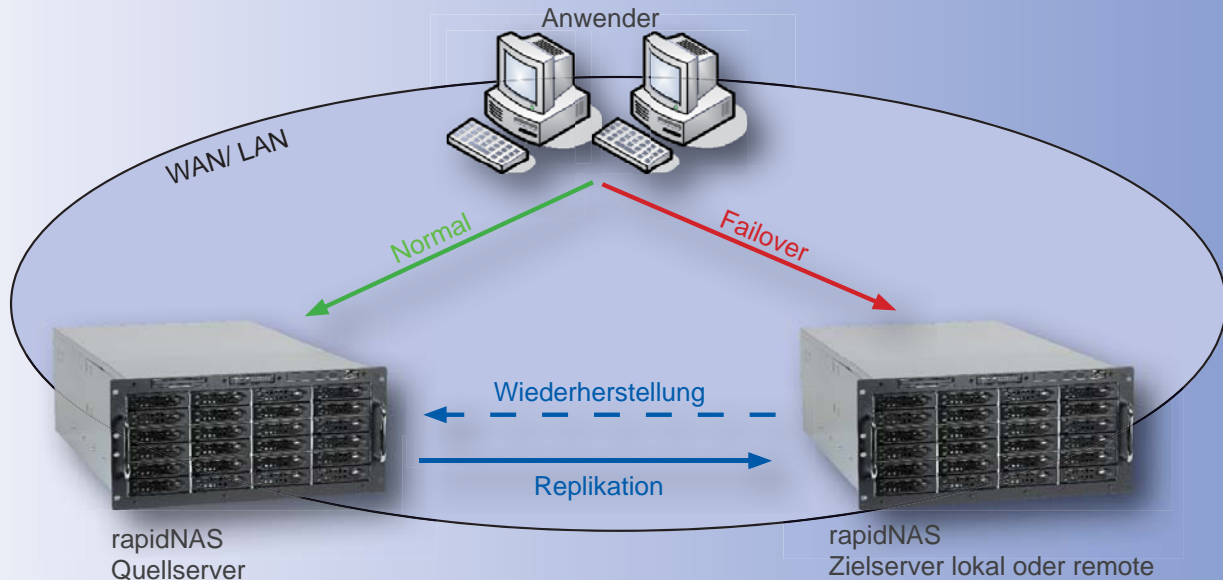 Anwender
WAN/ LAN
Normal
Failover
Wiederherstellung
Replikation
rapidNAS
Quellserver
rapidNAS
Zielserver lokal oder remote